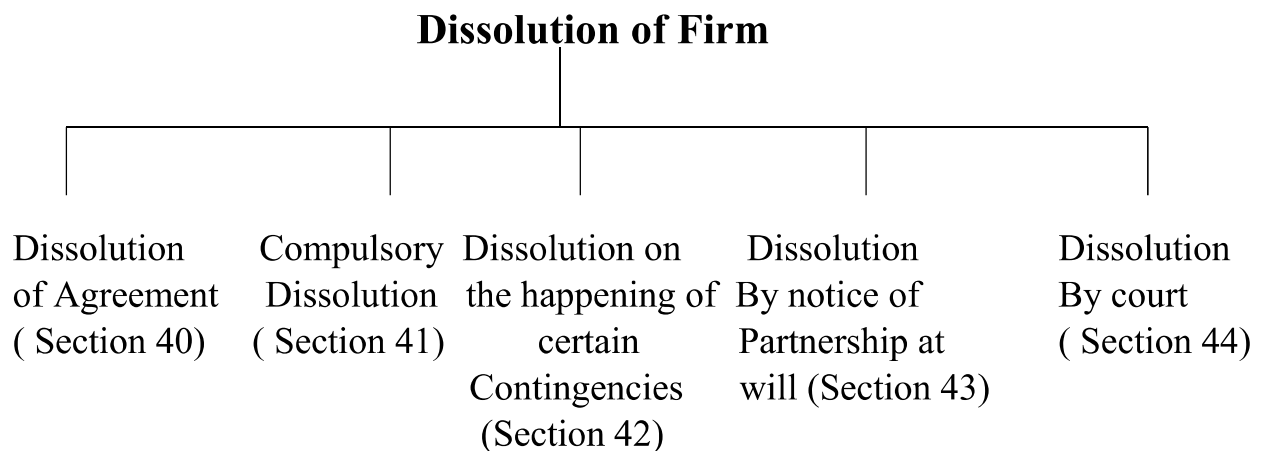 Dissolution of Firm
Dissolution
of Agreement
( Section 40)
Compulsory
Dissolution
( Section 41)
Dissolution on
the happening of
certain
Contingencies
(Section 42)
Dissolution
By notice of
Partnership at
will (Section 43)
Dissolution
By court
( Section 44)